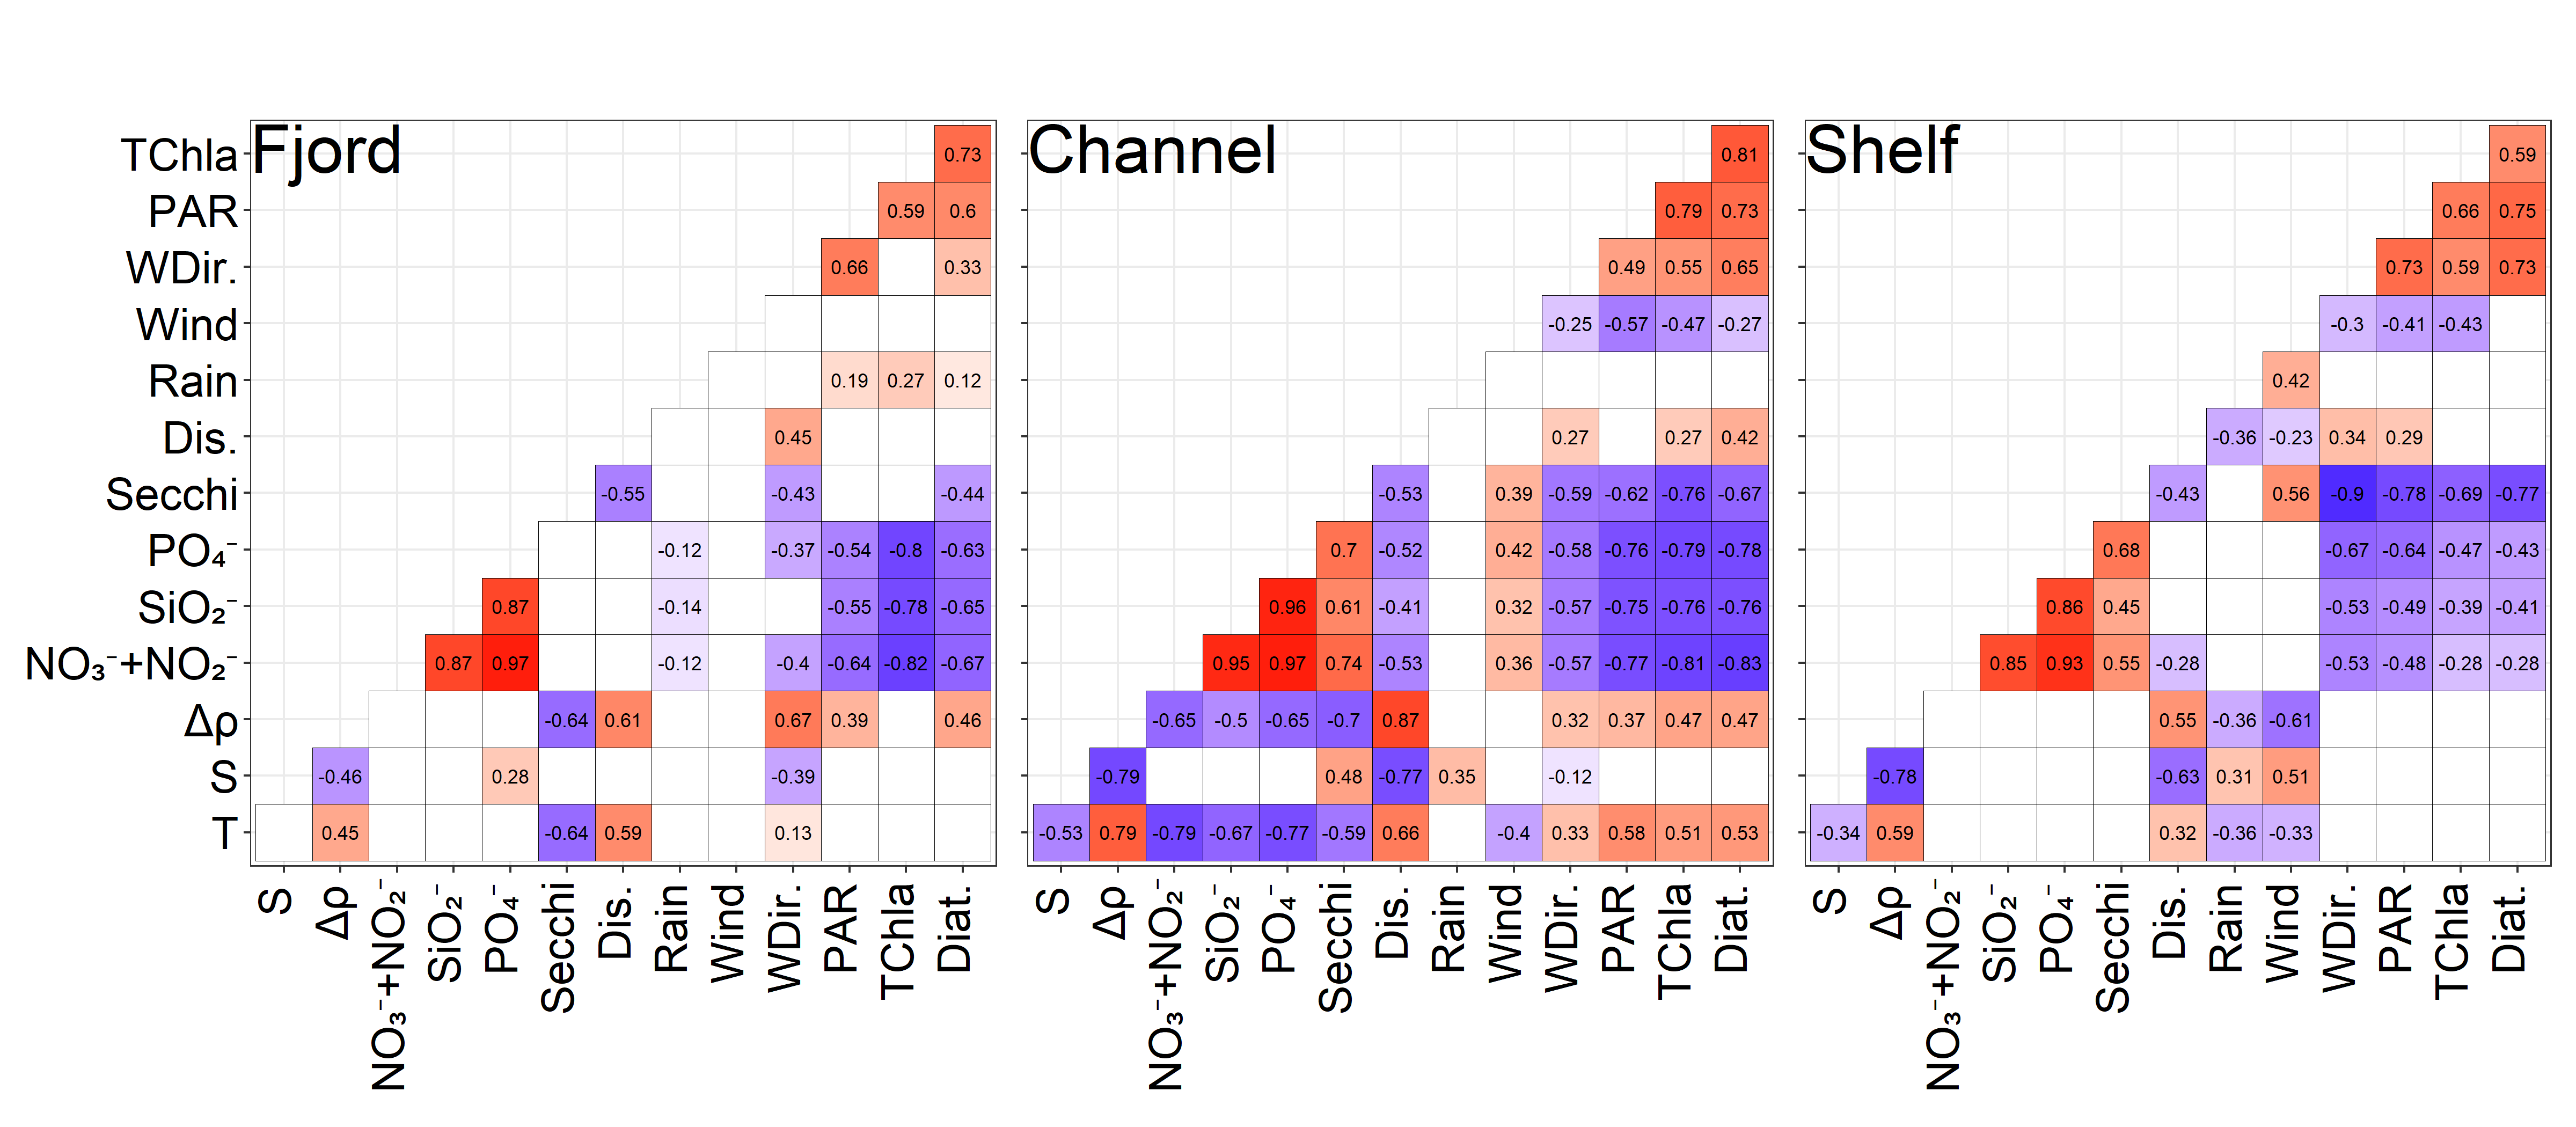 Fjord Channel Shelf
TChla 0.73 0.81 0.59
PAR 0.59 0.6 0.79 0.73 0.66 0.75
WDir. 0.66 0.33 0.49 0.55 0.65 0.73 0.59 0.73
Wind -0.25 -0.57 -0.47 -0.27 -0.3 -0.41 -0.43
Rain 0.19 0.27 0.12 0.42
Dis. 0.45 0.27 0.27 0.42 -0.36 -0.23 0.34 0.29
Secchi -0.55 -0.43 -0.44 -0.53 0.39 -0.59 -0.62 -0.76 -0.67 -0.43 0.56 -0.9 -0.78 -0.69 -0.77
PO₄⁻ -0.12 -0.37 -0.54 -0.8 -0.63 0.7 -0.52 0.42 -0.58 -0.76 -0.79 -0.78 0.68 -0.67 -0.64 -0.47 -0.43
SiO₂⁻ 0.87 -0.14 -0.55 -0.78 -0.65 0.96 0.61 -0.41 0.32 -0.57 -0.75 -0.76 -0.76 0.86 0.45 -0.53 -0.49 -0.39 -0.41
NO₃⁻+NO₂⁻ 0.87 0.97 -0.12 -0.4 -0.64 -0.82 -0.67 0.95 0.97 0.74 -0.53 0.36 -0.57 -0.77 -0.81 -0.83 0.85 0.93 0.55 -0.28 -0.53 -0.48 -0.28 -0.28
Δρ -0.64 0.61 0.67 0.39 0.46 -0.65 -0.5 -0.65 -0.7 0.87 0.32 0.37 0.47 0.47 0.55 -0.36 -0.61
S -0.46 0.28 -0.39 -0.79 0.48 -0.77 0.35 -0.12 -0.78 -0.63 0.31 0.51
T 0.45 -0.64 0.59 0.13 -0.53 0.79 -0.79 -0.67 -0.77 -0.59 0.66 -0.4 0.33 0.58 0.51 0.53 -0.34 0.59 0.32 -0.36 -0.33
S Δρ NO₃⁻+NO₂⁻ SiO₂⁻ PO₄⁻ Secchi Dis. Rain Wind WDir. PAR TChla Diat. S Δρ NO₃⁻+NO₂⁻ SiO₂⁻ PO₄⁻ Secchi Dis. Rain Wind WDir. PAR TChla Diat. S Δρ NO₃⁻+NO₂⁻ SiO₂⁻ PO₄⁻ Secchi Dis. Rain Wind WDir. PAR TChla Diat.